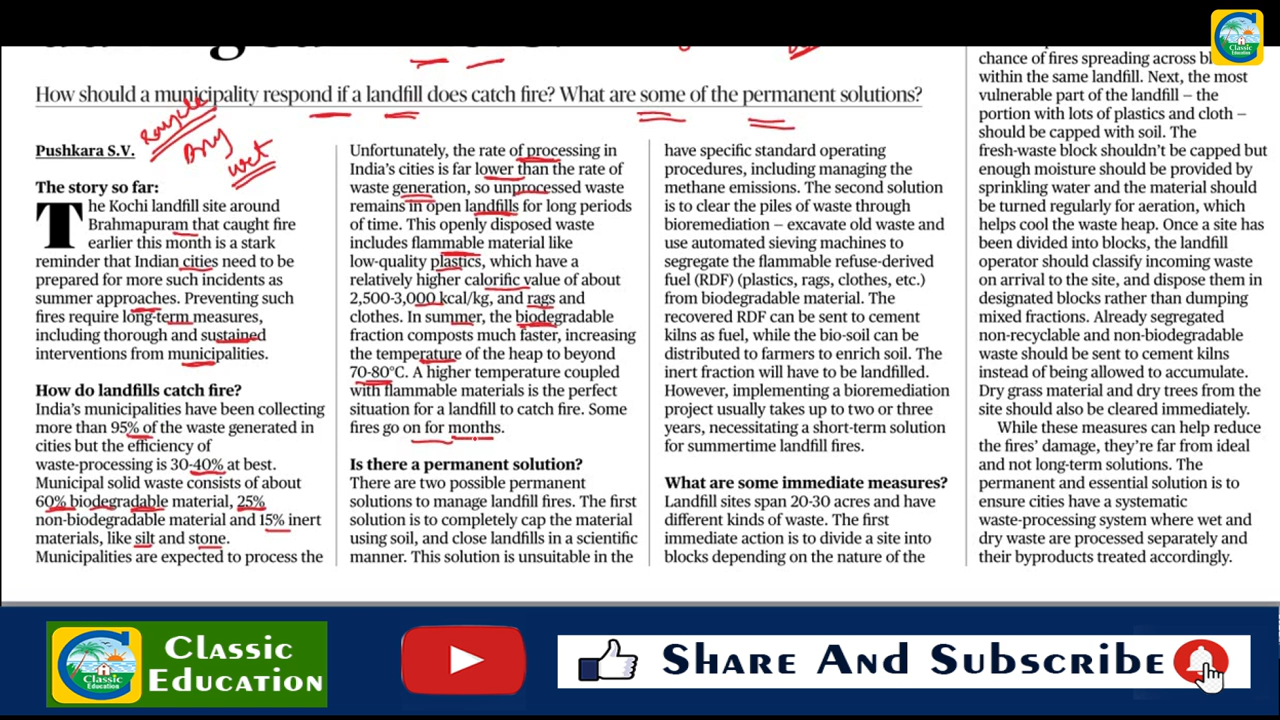 Classic
Education
How should a municipality respond if a landfill does catch fire? What are some of the permanent solutions?
Recycle
Dry
wet
Pushkara S.V.
The story so far:
The Kochi landfill site around
Brahmapuram that caught fire
earlier this month is a stark
reminder that Indian cities need to be
prepared for more such incidents as
summer approaches. Preventing such
fires require long-term measures,
including thorough and sustained
interventions from municipalities.
How do landfills catch fire?
India's municipalities have been collecting
more than 95% of the waste generated in
cities but the efficiency of
waste-processing is 30-40% at best.
Municipal solid waste consists of about
60% biodegradable material, 25%
non-biodegradable material and 15% inert
materials, like silt and stone.
Municipalities are expected to process the
Unfortunately, the rate of processing in
India's cities is far lower than the rate of
waste generation, so unprocessed waste
remains in open landfills for long periods
of time. This openly disposed waste
includes flammable material like
low-quality plastics, which have a
relatively higher calorific value of about
2,500-3,000 kcal/kg, and rags and
clothes. In summer, the biodegradable
fraction composts much faster, increasing
the temperature of the heap to beyond
70-80°C. A higher temperature coupled
with flammable materials is the perfect
situation for a landfill to catch fire. Some
fires go on for months.
Is there a permanent solution?
There are two possible permanent
solutions to manage landfill fires. The first
solution is to completely cap the material
using soil, and close landfills in a scientific
manner. This solution is unsuitable in the
have specific standard operating
procedures, including managing the
methane emissions. The second solution
is to clear the piles of waste through
bioremediation – excavate old waste and
use automated sieving machines to
segregate the flammable refuse-derived
fuel (RDF) (plastics, rags, clothes, etc.)
from biodegradable material. The
recovered RDF can be sent to cement
kilns as fuel, while the bio-soil can be
distributed to farmers to enrich soil. The
inert fraction will have to be landfilled.
However, implementing a bioremediation
project usually takes up to two or three
years, necessitating a short-term solution
for summertime landfill fires.
What are some immediate measures?
Landfill sites span 20-30 acres and have
different kinds of waste. The first
immediate action is to divide a site into
blocks depending on the nature of the
chance of fires spreading across
within the same landfill. Next, the most
vulnerable part of the landfill – the
portion with lots of plastics and cloth –
should be capped with soil. The
fresh-waste block shouldn't be capped but
enough moisture should be provided by
sprinkling water and the material should
be turned regularly for aeration, which
helps cool the waste heap. Once a site has
been divided into blocks, the landfill
operator should classify incoming waste
on arrival to the site, and dispose them in
designated blocks rather than dumping
mixed fractions. Already segregated
non-recyclable and non-biodegradable
waste should be sent to cement kilns
instead of being allowed to accumulate.
Dry grass material and dry trees from the
site should also be cleared immediately.
While these measures can help reduce
the fires' damage, they're far from ideal
and not long-term solutions. The
permanent and essential solution is to
ensure cities have a systematic
waste-processing system where wet and
dry waste are processed separately and
their byproducts treated accordingly.
Classic
Education
Classic
Education
Share And Subscribe